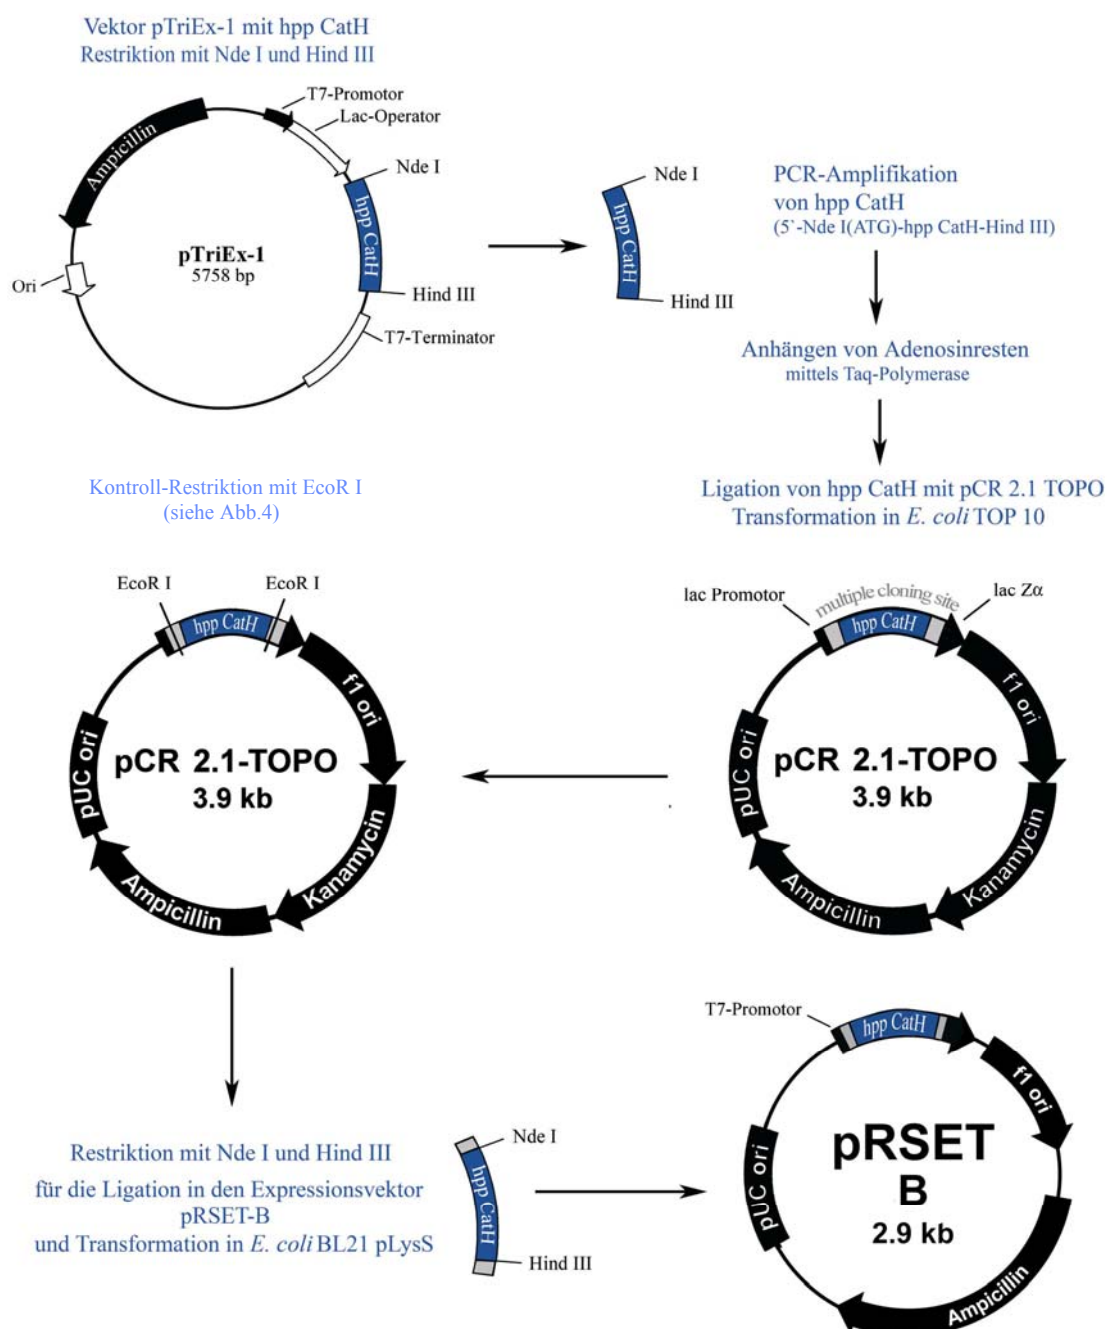 Vektor pTriEx-1 mit hpp CatH
Restriktion mit Nde I und Hind III
T7-Promotor
Lac-Operator
Ampicillin
Nde I
hpp CatH
pTriEx-1
5758 bp
Ori
Hind III
T7-Terminator
Nde I
hpp CatH
Hind III
PCR-Amplifikation
von hpp CatH
(5`-Nde I(ATG)-hpp CatH-Hind III)
Anhängen von Adenosinresten
mittels Taq-Polymerase
Ligation von hpp CatH mit pCR 2.1 TOPO
Transformation in E. coli TOP 10
Kontroll-Restriktion mit EcoR I
(siehe Abb.4)
EcoR I
EcoR I
hpp CatH
f1 ori
pUC ori
pCR 2.1-TOPO
3.9 kb
Kanamycin
Ampicillin
lac Promotor
multiple cloning site
lac Zα
hpp CatH
f1 ori
pUC ori
pCR 2.1-TOPO
3.9 kb
Kanamycin
Ampicillin
Restriktion mit Nde I und Hind III
für die Ligation in den Expressionsvektor
pRSET-B
und Transformation in E. coli BL21 pLysS
Nde I
hpp CatH
Hind III
T7-Promotor
hpp CatH
f1 ori
pUC ori
pRSET
B
2.9 kb
Ampicillin